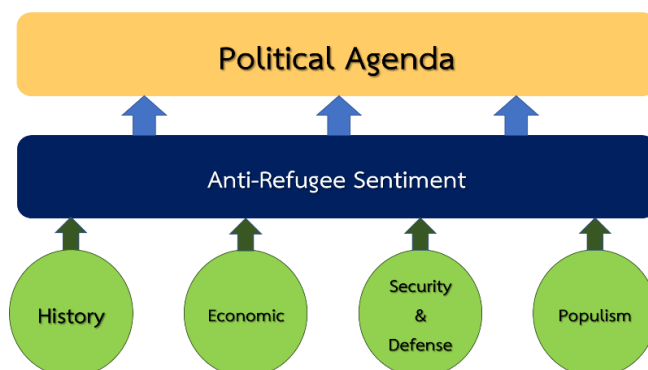 Political Agenda
Anti-Refugee Sentiment
History
Economic
Security
&
Defense
Populism